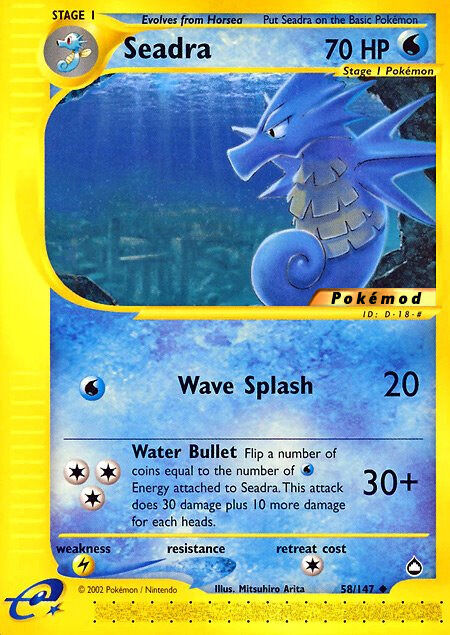 STAGE 1
Evolves from Horsea
Put Seadra on the Basic Pokémon
Seadra
70 HP
Stage 1 Pokémon
Pokémod
ID: D-18-#
Wave Splash
20
Water Bullet Flip a number of
coins equal to the number of
Energy attached to Seadra. This attack
does 30 damage plus 10 more damage
for each heads.
30+
weakness
resistance
retreat cost
© 2002 Pokémon / Nintendo
Illus. Mitsuhiro Arita
58/147
e